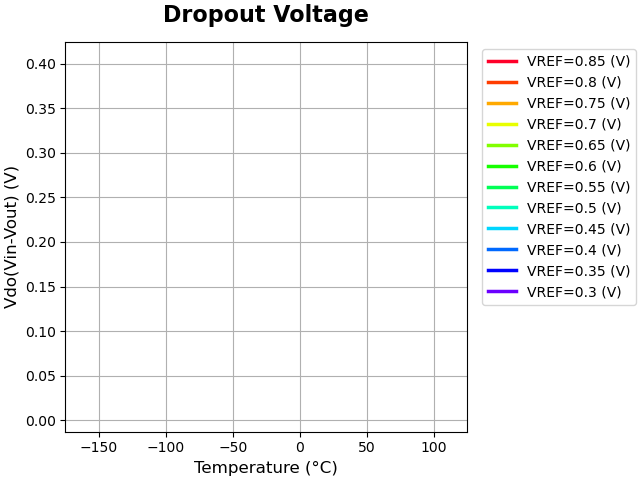 Dropout Voltage
Vdo(Vin-Vout) (V)
0.40
0.35
0.30
0.25
0.20
0.15
0.10
0.05
0.00
−150
−100
−50
0
50
100
Temperature (°C)
VREF=0.85 (V)
VREF=0.8 (V)
VREF=0.75 (V)
VREF=0.7 (V)
VREF=0.65 (V)
VREF=0.6 (V)
VREF=0.55 (V)
VREF=0.5 (V)
VREF=0.45 (V)
VREF=0.4 (V)
VREF=0.35 (V)
VREF=0.3 (V)